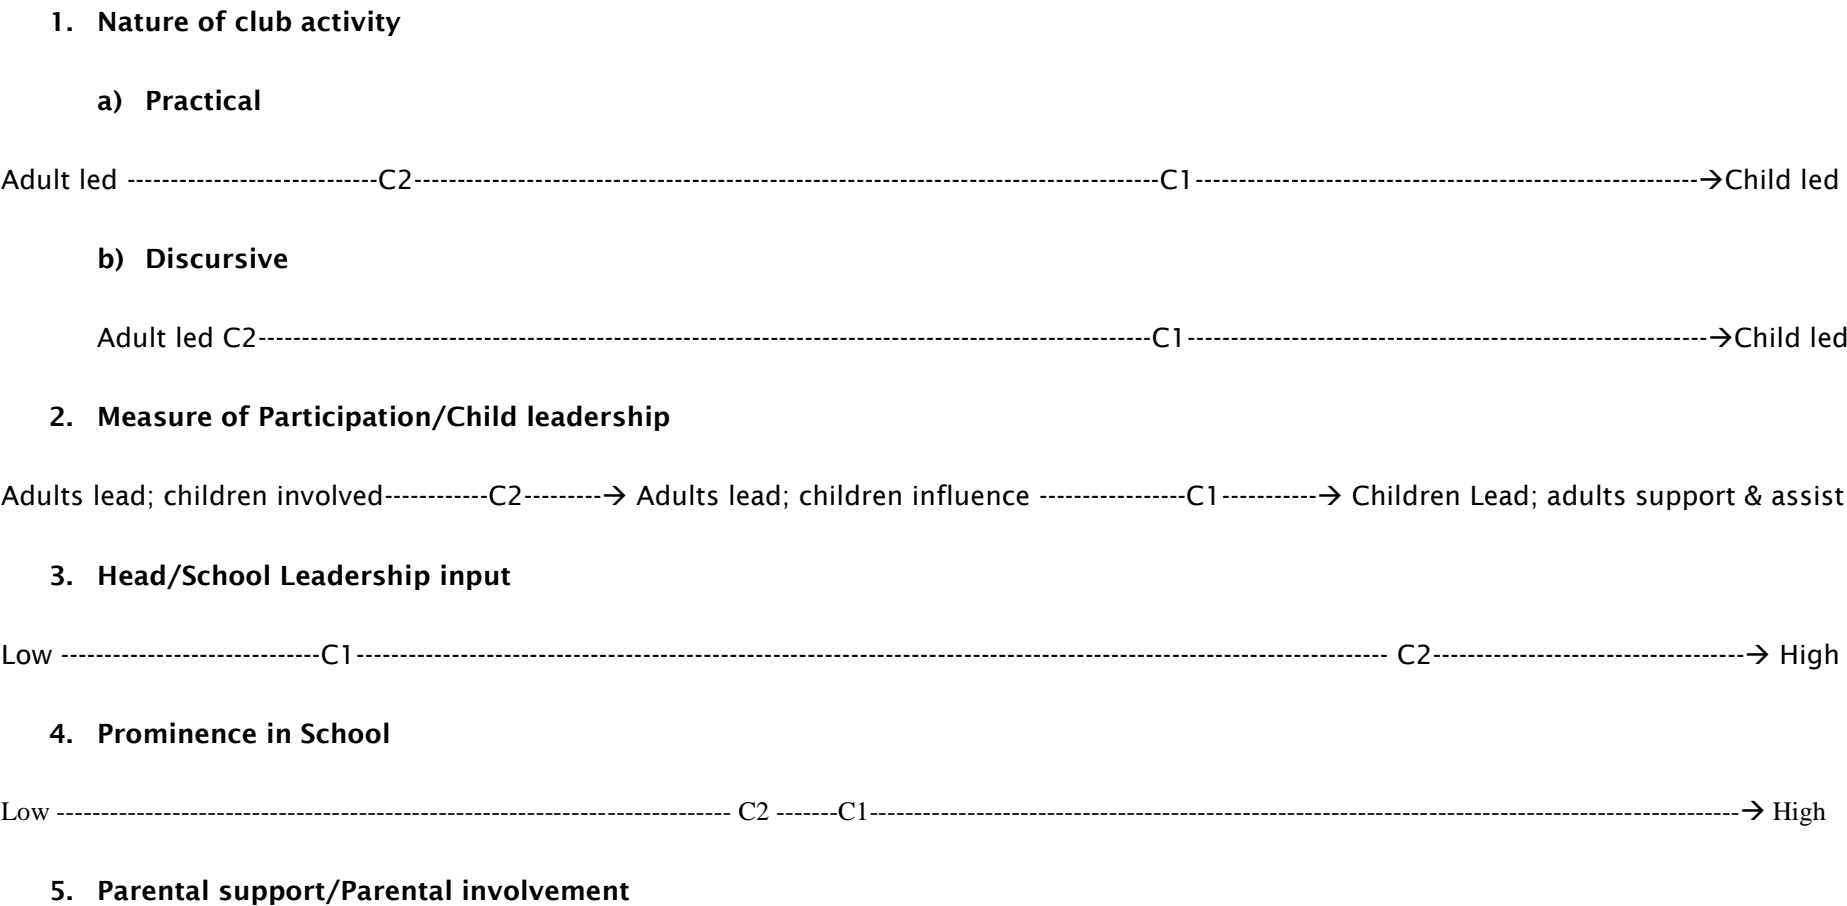 1. Nature of club activity
a) Practical
Adult led -----------------------------C2---------------------------------------------------------------------------------------C1-----------------------------------------------------------→Child led
b) Discursive
Adult led C2--------------------------------------------------------------------------------------------------------C1-------------------------------------------------------------→Child led
2. Measure of Participation/Child leadership
Adults lead; children involved------------C2---------→ Adults lead; children influence -----------------C1-----------→ Children Lead; adults support & assist
3. Head/School Leadership input
Low ------------------------------C1------------------------------------------------------------------------------------------------------------------------ C2------------------------------------→ High
4. Prominence in School
Low ----------------------------------------------------------------------------- C2 -------C1---------------------------------------------------------------------------------------------------→ High
5. Parental support/Parental involvement